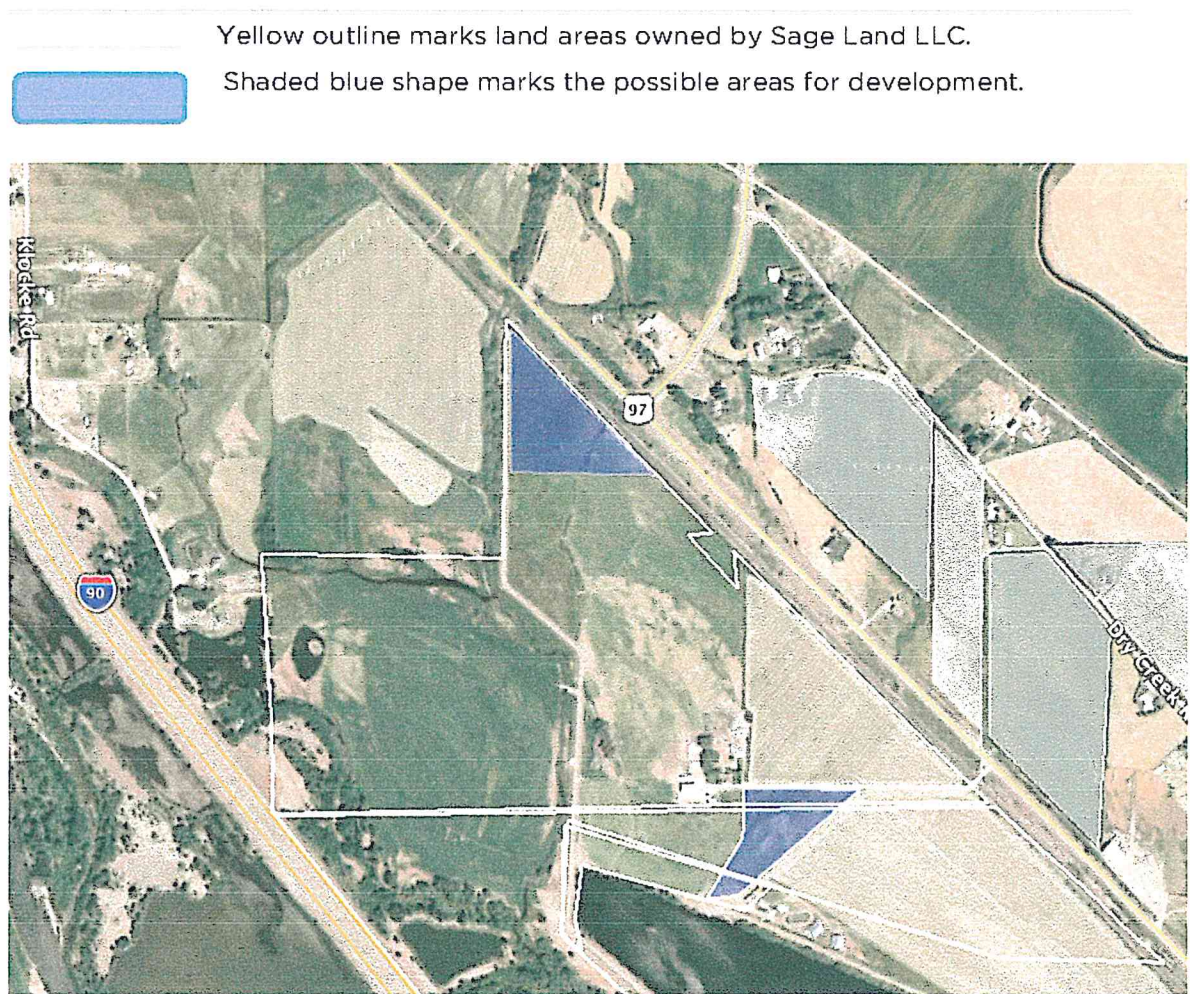 Yellow outline marks land areas owned by Sage Land LLC.
Shaded blue shape marks the possible areas for development.
Klocke Rd
97
90
Dry Creek